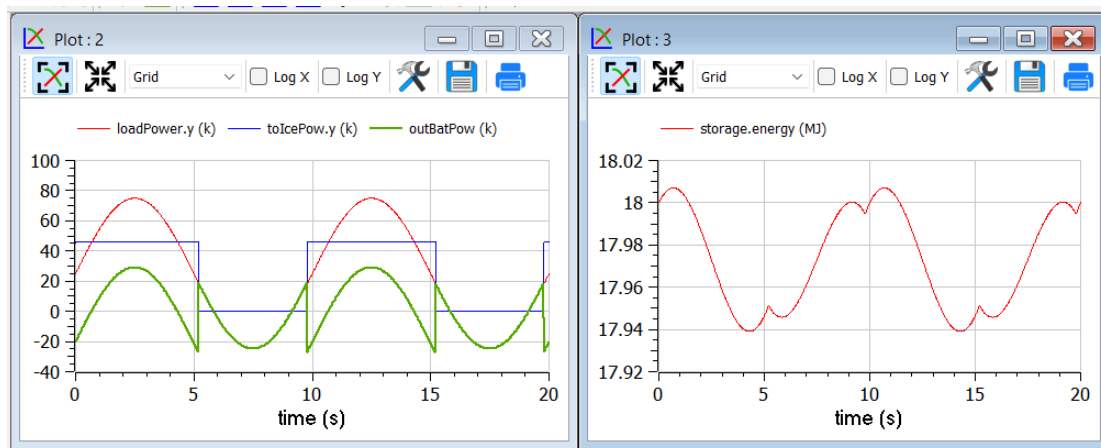 Plot : 2
Grid Log X Log Y
loadPower.y (k) toIcePow.y (k) outBatPow (k)
100
80
60
40
20
0
-20
-40
0 5 10 15 20
time (s)
Plot : 3
Grid Log X Log Y
storage.energy (MJ)
18.02
18
17.98
17.96
17.94
17.92
0 5 10 15 20
time (s)